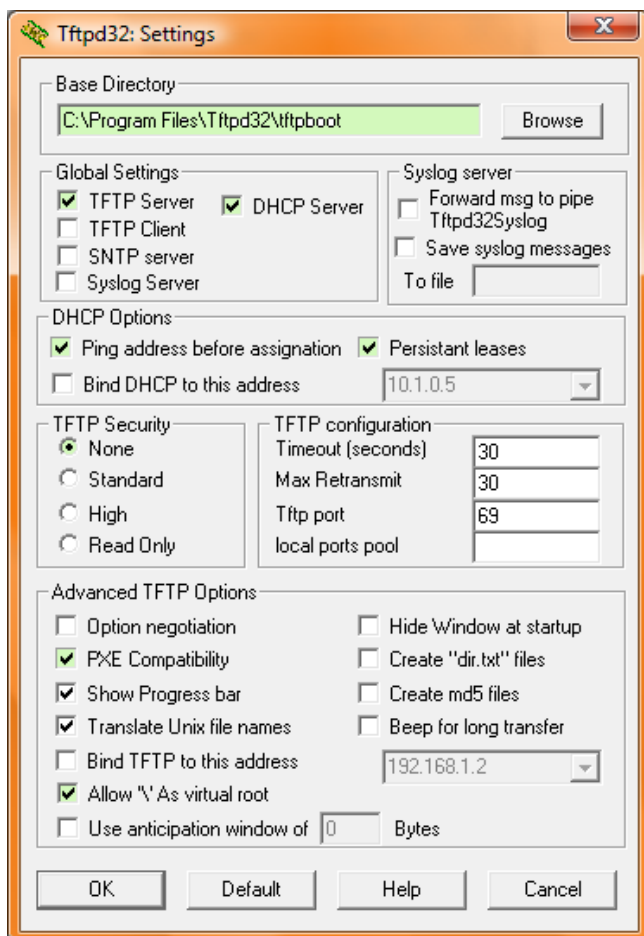 Tftpd32: Settings
Base Directory
C:\Program Files\Tftpd32\tftpboot
Browse
Global Settings
TFTP Server
DHCP Server
TFTP Client
SNTP server
Syslog Server
Syslog server
Forward msg to pipe
Tftpd32Syslog
Save syslog messages
To file
DHCP Options
Ping address before assignation
Persistant leases
Bind DHCP to this address
10.1.0.5
TFTP Security
None
Standard
High
Read Only
TFTP configuration
Timeout (seconds)
30
Max Retransmit
30
Tftp port
69
local ports pool
Advanced TFTP Options
Option negotiation
Hide Window at startup
PXE Compatibility
Create "dir.txt" files
Show Progress bar
Create md5 files
Translate Unix file names
Beep for long transfer
Bind TFTP to this address
192.168.1.2
Allow '\' As virtual root
Use anticipation window of 0 Bytes
OK
Default
Help
Cancel